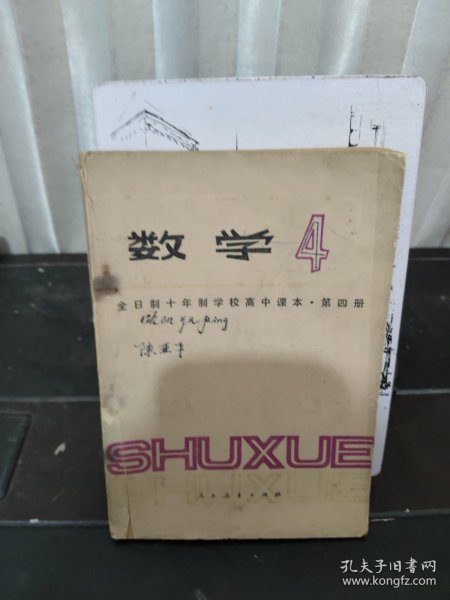 数学 4
全日制十年制学校高中课本·第四册
ya ping
陈亚平
SHUXUE
人民教育出版社
孔夫子旧书网
www.kongfz.com